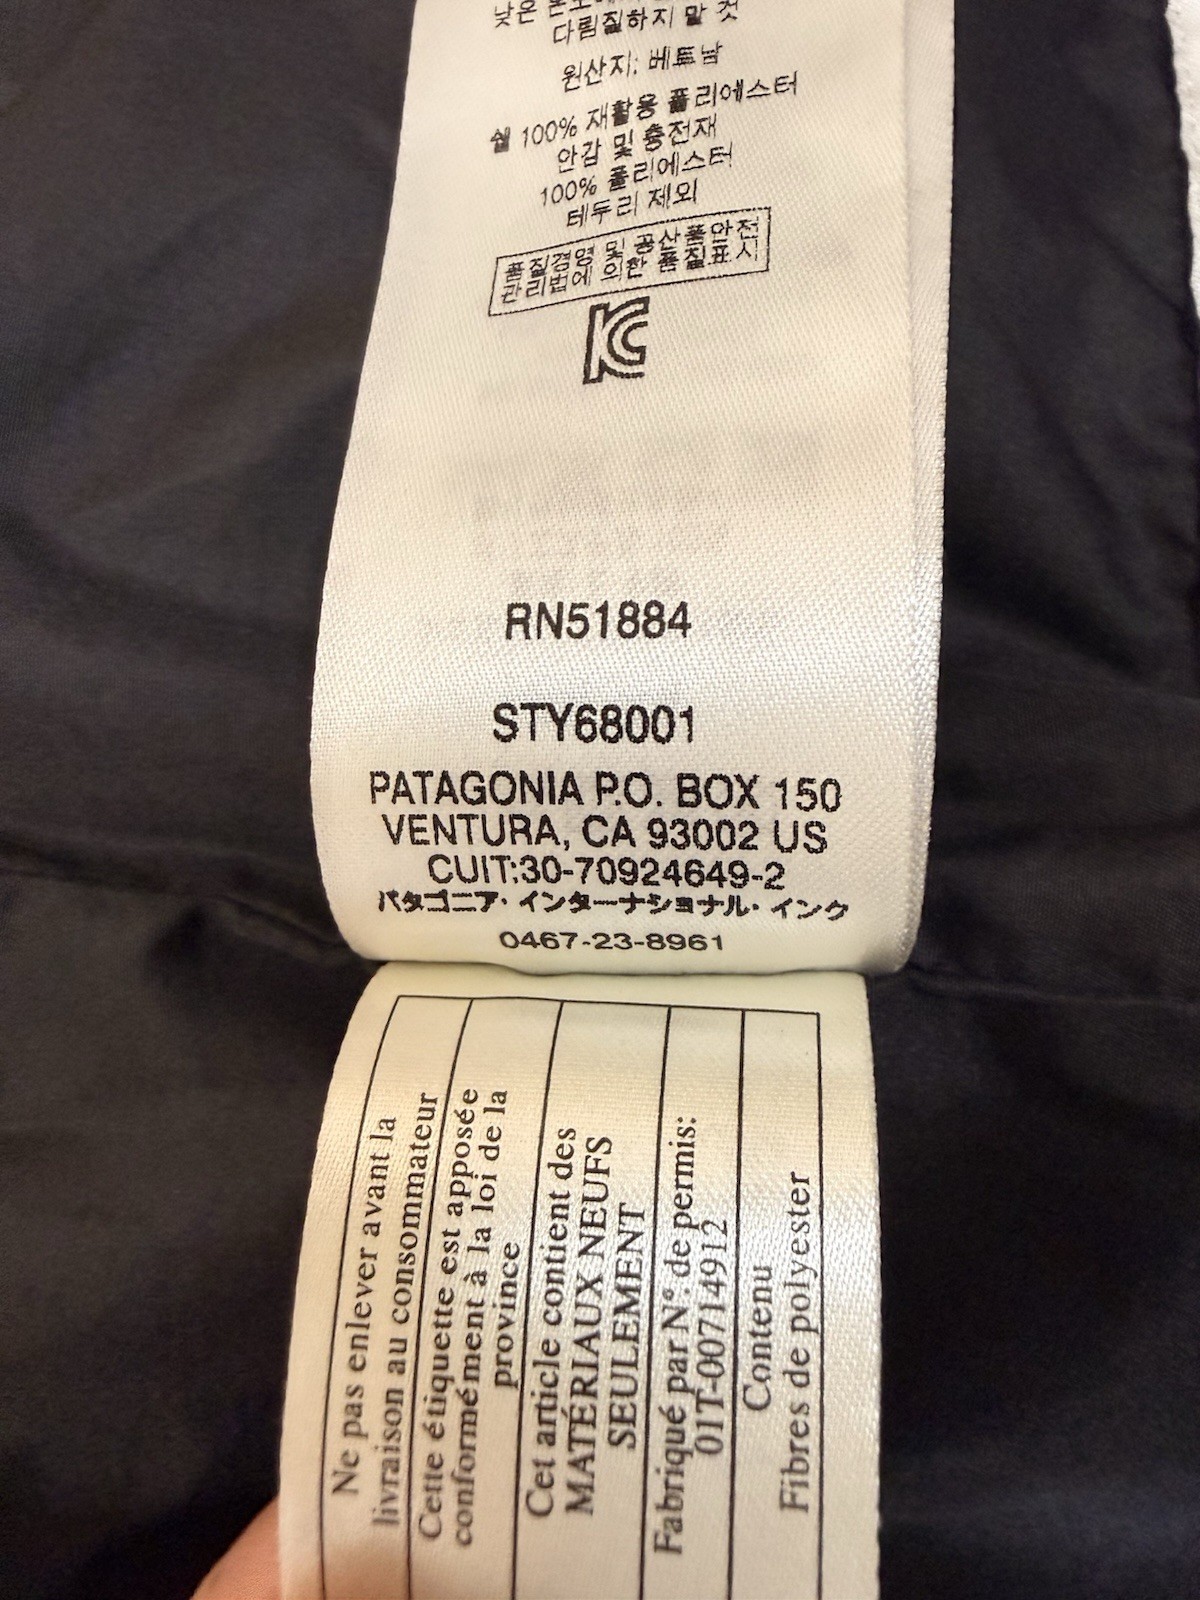 낮은
다림질하지 말 것
원산지: 베트남
쉘 100% 재활용 폴리에스터
안감 및 충전재
100% 폴리에스터
테두리 제외
품질경영 및 공산품안전
관리법에 의한 품질표시
KC
RN51884
STY68001
PATAGONIA P.O. BOX 150
VENTURA, CA 93002 US
CUIT:30-70924649-2
パタゴニア・インターナショナル・インク
0467-23-8961
Ne pas enlever avant la
livraison au consommateur
Cette étiquette est apposée
conformément à la loi de la
province
Cet article contient des
MATÉRIAUX NEUFS
SEULEMENT
Fabriqué par N°. de permis:
01T-00714912
Contenu
Fibres de polyester